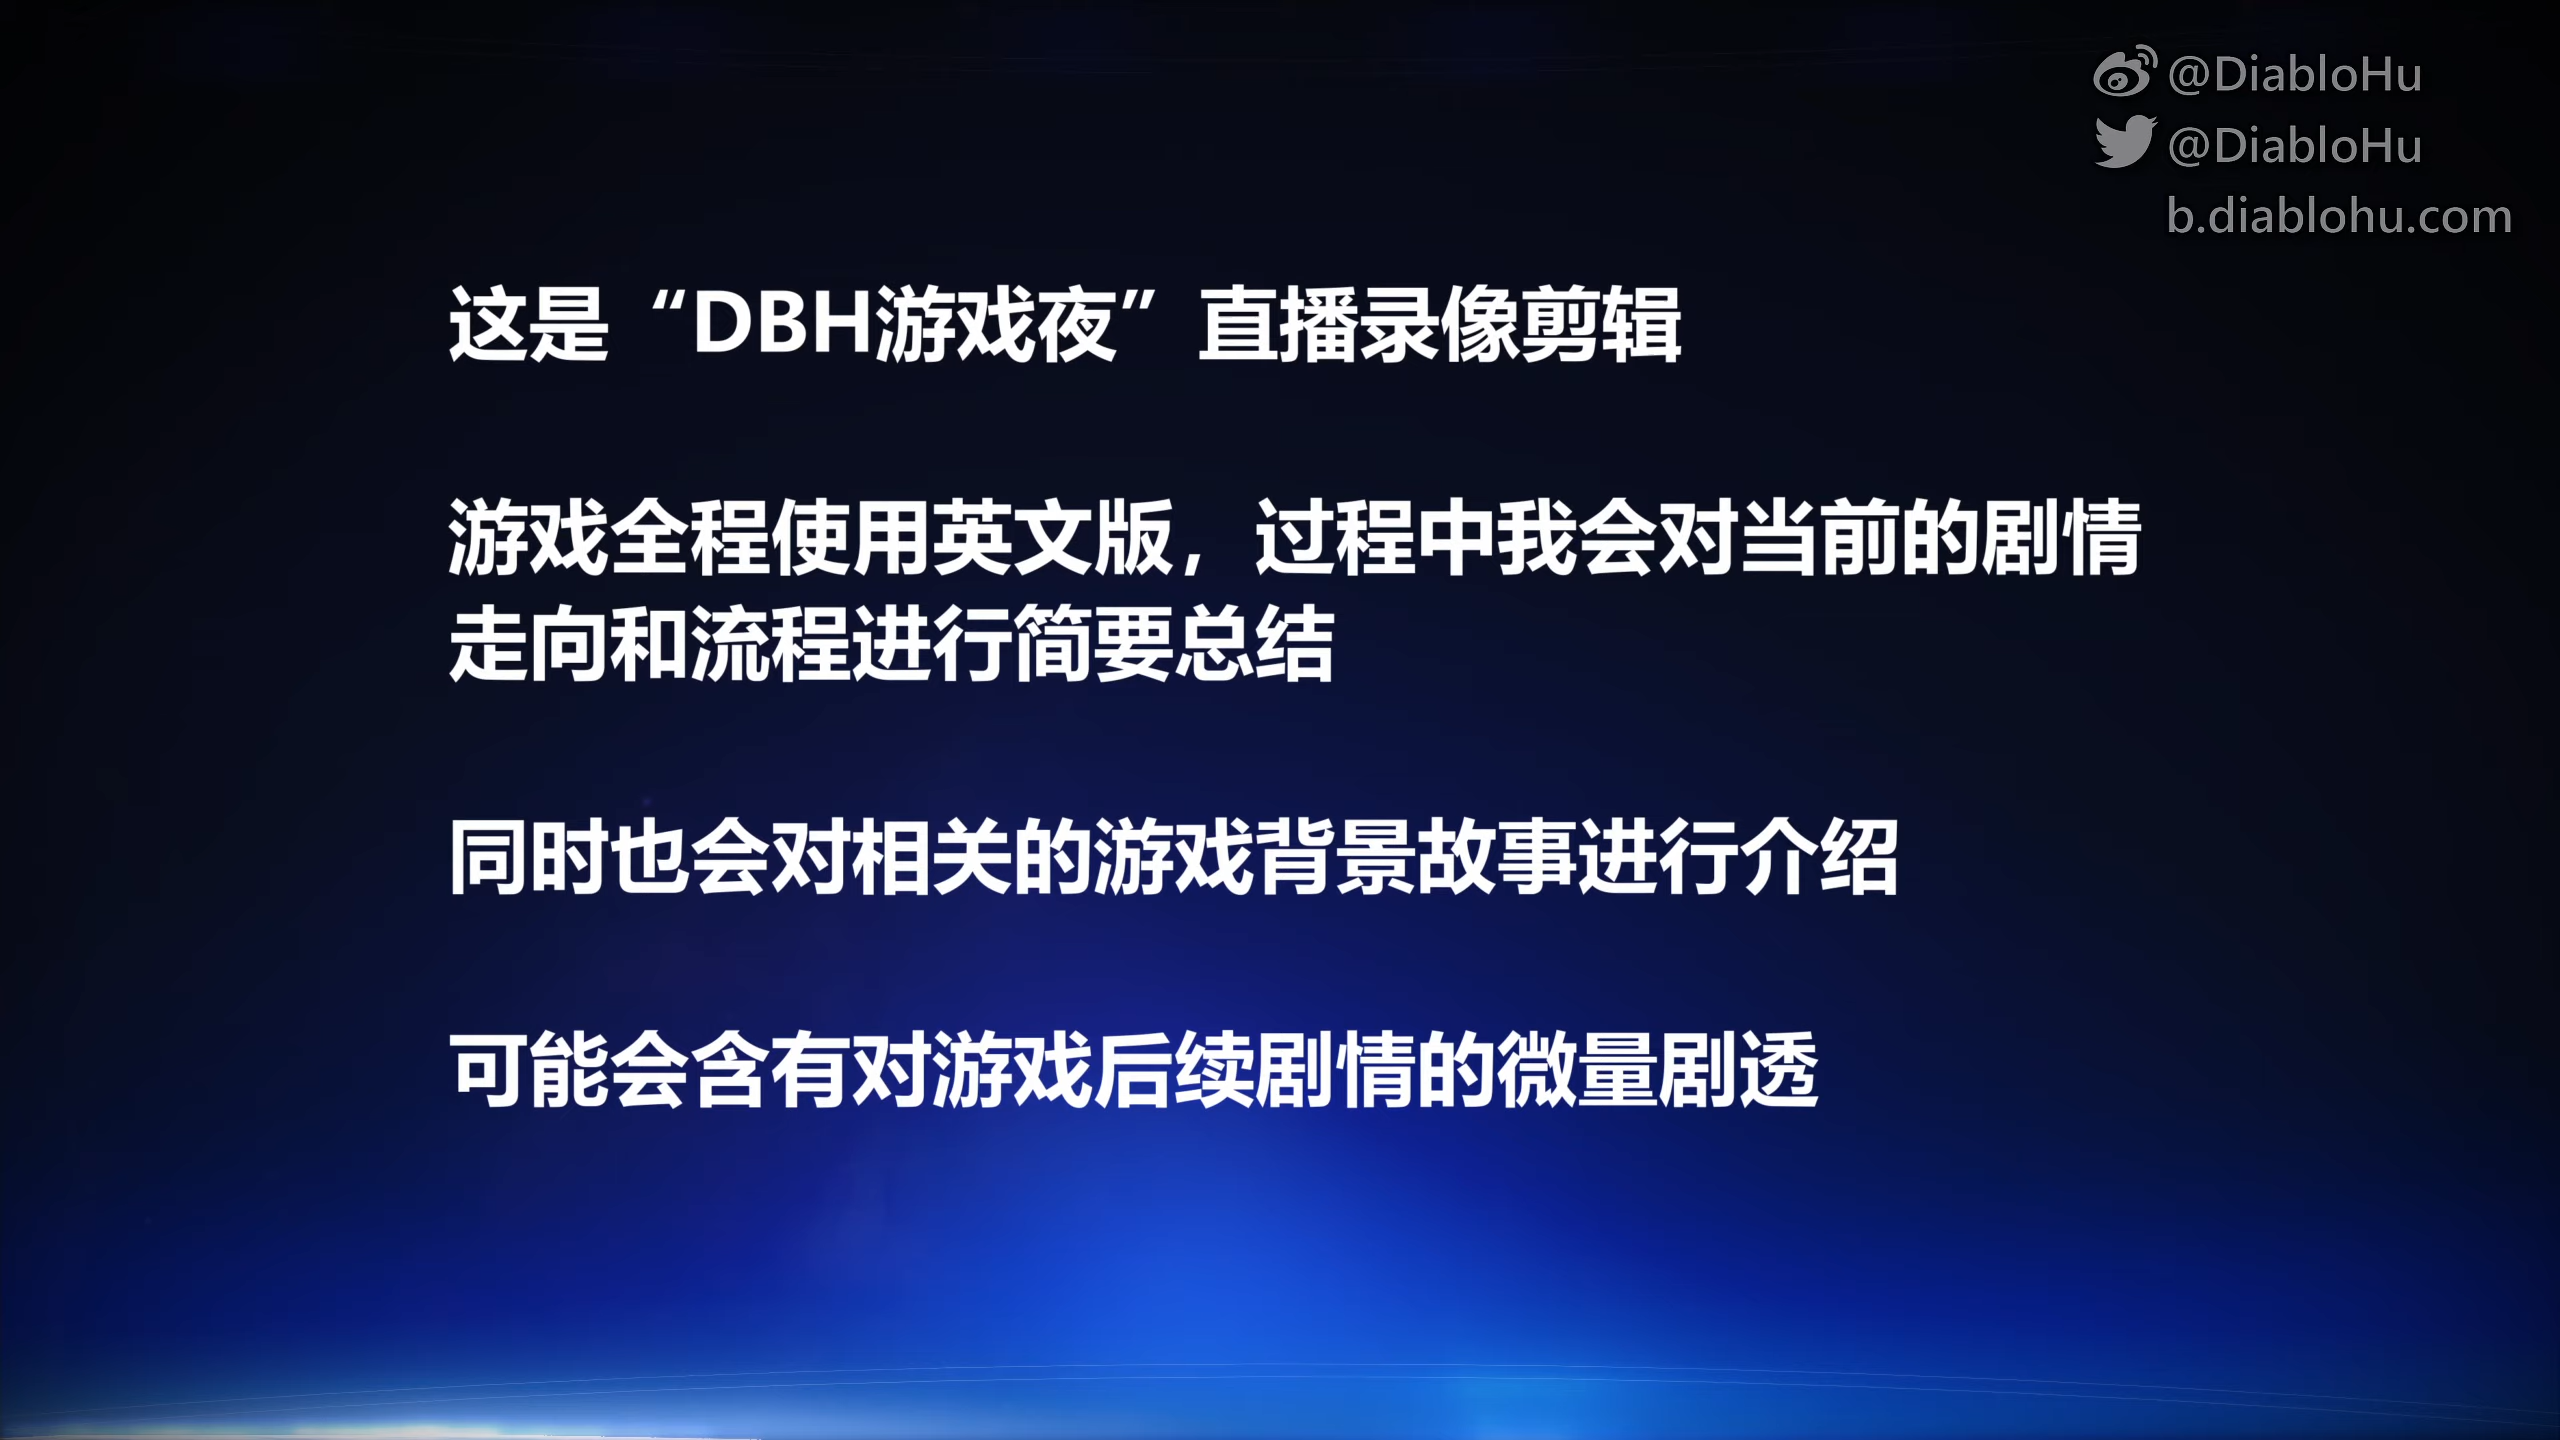 @DiabloHu
@DiabloHu
b.diablohu.com
这是“DBH游戏夜”直播录像剪辑
游戏全程使用英文版，过程中我会对当前的剧情
走向和流程进行简要总结
同时也会对相关的游戏背景故事进行介绍
可能会含有对游戏后续剧情的微量剧透